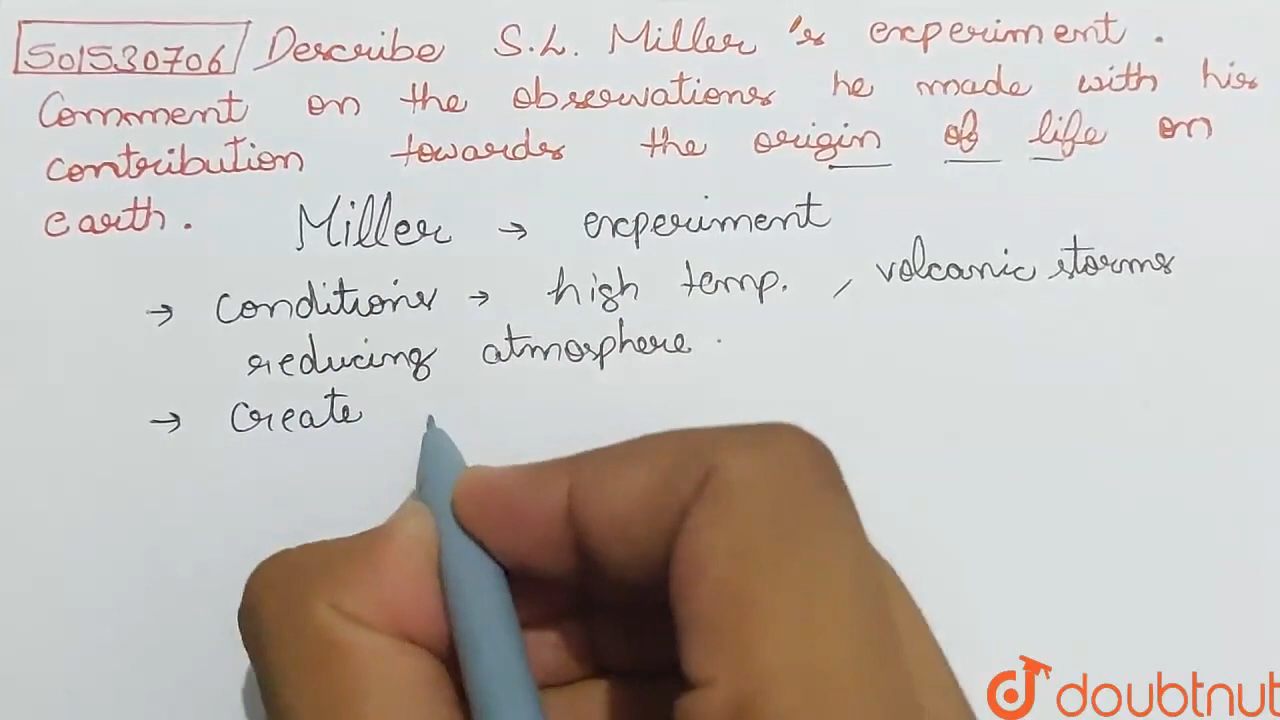 501530706 Describe S.L. Miller's experiment.
Comment on the observations he made with his
contribution towards the origin of life on
earth. Miller → experiment
→ conditions → high temp. , volcanic storms
reducing atmosphere.
→ Create
doubtnut